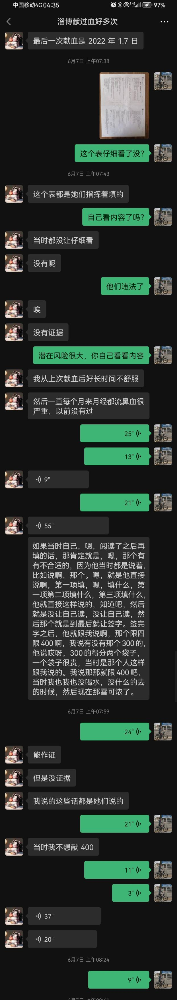 中国移动4G 04:35
46
97%
淄博献过血好多次
最后一次献血是 2022 年 1.7 日
6月7日 上午07:38
这个表仔细看了没?
6月7日 上午07:43
这个表都是她们指挥着填的
自己看内容了吗?
当时都没让仔细看
没有呢
他们违法了
唉
没有证据
潜在风险很大，你自己看看内容
我从上次献血后好长时间不舒服
然后一直每个月来月经都流鼻血很
严重，以前没有过
25"
13"
9"
21"
55"
如果当时自己，嗯，阅读了之后再
填的话，那肯定就是，嗯，那个有
有不合适的，因为他当时都是说着，
比如说啊，那个。嗯，就是他直接
说啊，第一项填，嗯，填什么，第
一项第二项填什么，第三项填什么，
他就直接这样说的，知道吧，然后
就是没让自己读，没让自己读，然
后那个就是到最后就让签字。签完
字之后，他就跟我说啊，那个限四
限400啊，我说有没有那个300的，
他说哎呀，300的得分两个袋子，
一个袋子很贵，当时是那个人这样
跟我说的。我说那那就限400吧，
当时我也我也没喝水，没什么的去
的时候，然后现在那雪可浓了。
6月7日 上午07:59
24"
能作证
但是没证据
我说的这些话都是她们说的
21"
当时我不想献 400
11"
3"
37"
20"
6月7日 上午08:24
9"